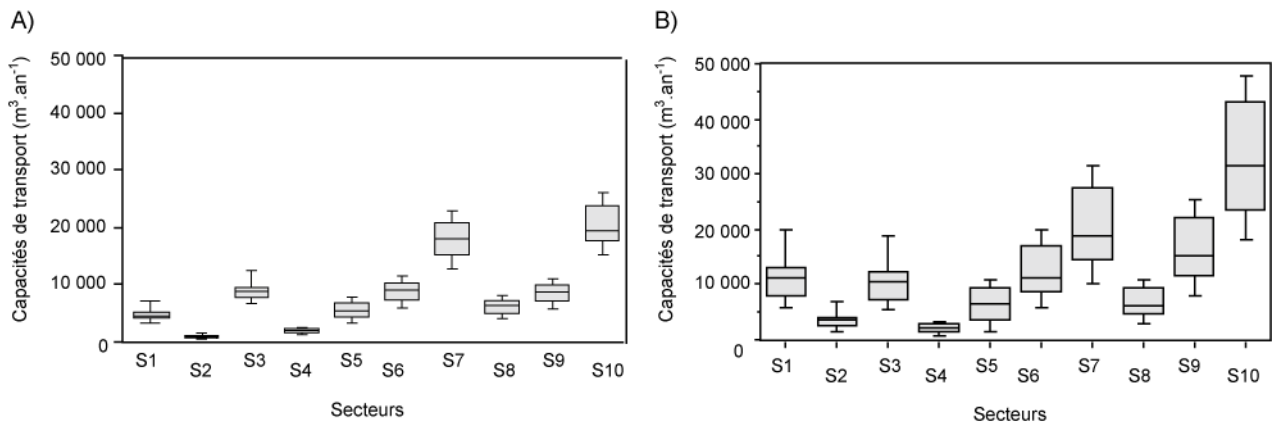 A)
Capacités de transport (m³.an⁻¹)
50 000
40 000
30 000
20 000
10 000
0
S1 S2 S3 S4 S5 S6 S7 S8 S9 S10
Secteurs
B)
Capacités de transport (m³.an⁻¹)
50 000
40 000
30 000
20 000
10 000
0
S1 S2 S3 S4 S5 S6 S7 S8 S9 S10
Secteurs